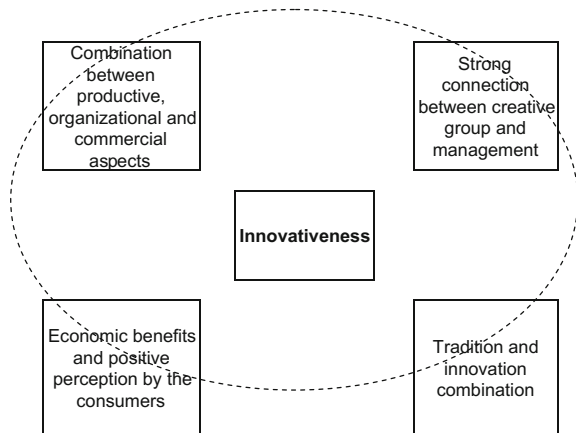 Combination
between
productive,
organizational and
commercial
aspects
Strong
connection
between creative
group and
management
Innovativeness
Economic benefits
and positive
perception by the
consumers
Tradition and
innovation
combination